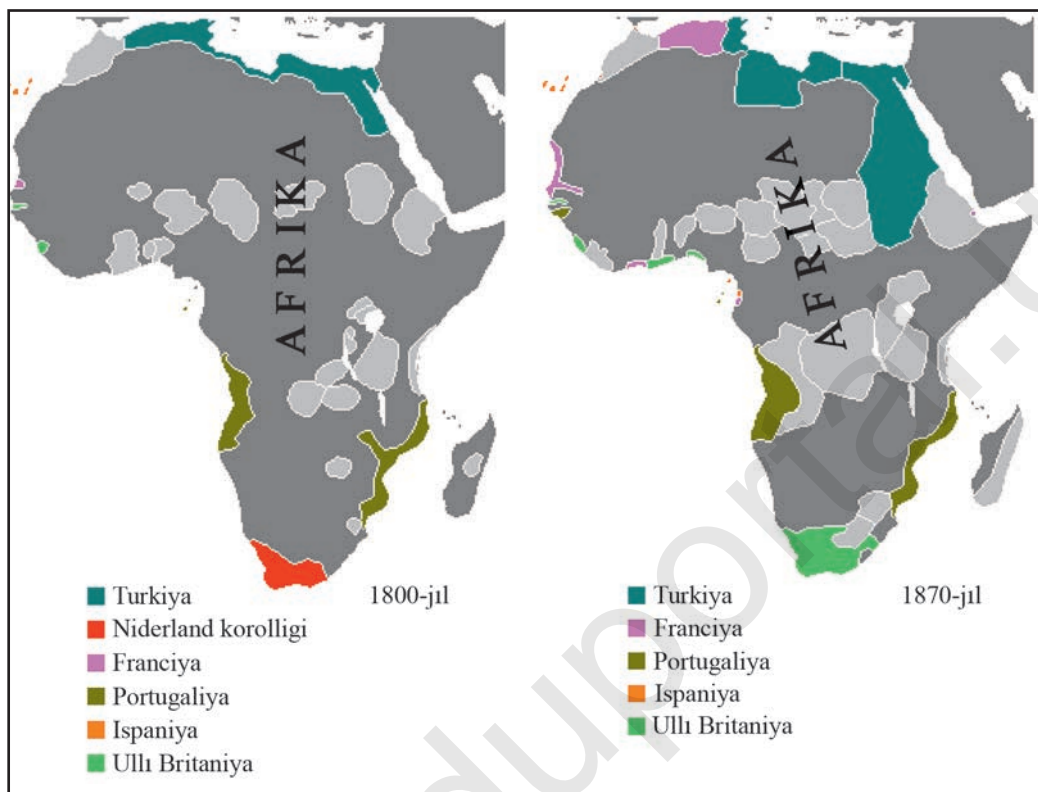 AFRIKA
1800-jıl
Turkiya
Niderland korolligi
Franciya
Portugaliya
Ispaniya
Ullı Britaniya
AFRIKA
1870-jıl
Turkiya
Franciya
Portugaliya
Ispaniya
Ullı Britaniya